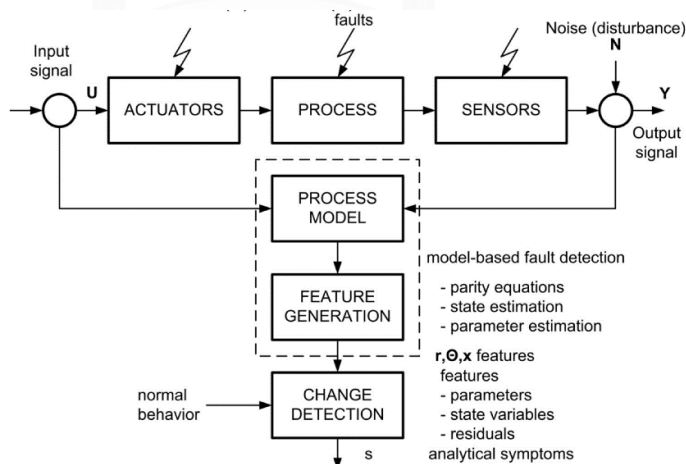 faults
Noise (disturbance)
N
Input
signal
U
ACTUATORS
PROCESS
SENSORS
Y
Output
signal
PROCESS
MODEL
model-based fault detection
- parity equations
- state estimation
- parameter estimation
FEATURE
GENERATION
r,Θ,x features
features
- parameters
- state variables
- residuals
normal
behavior
CHANGE
DETECTION
s
analytical symptoms